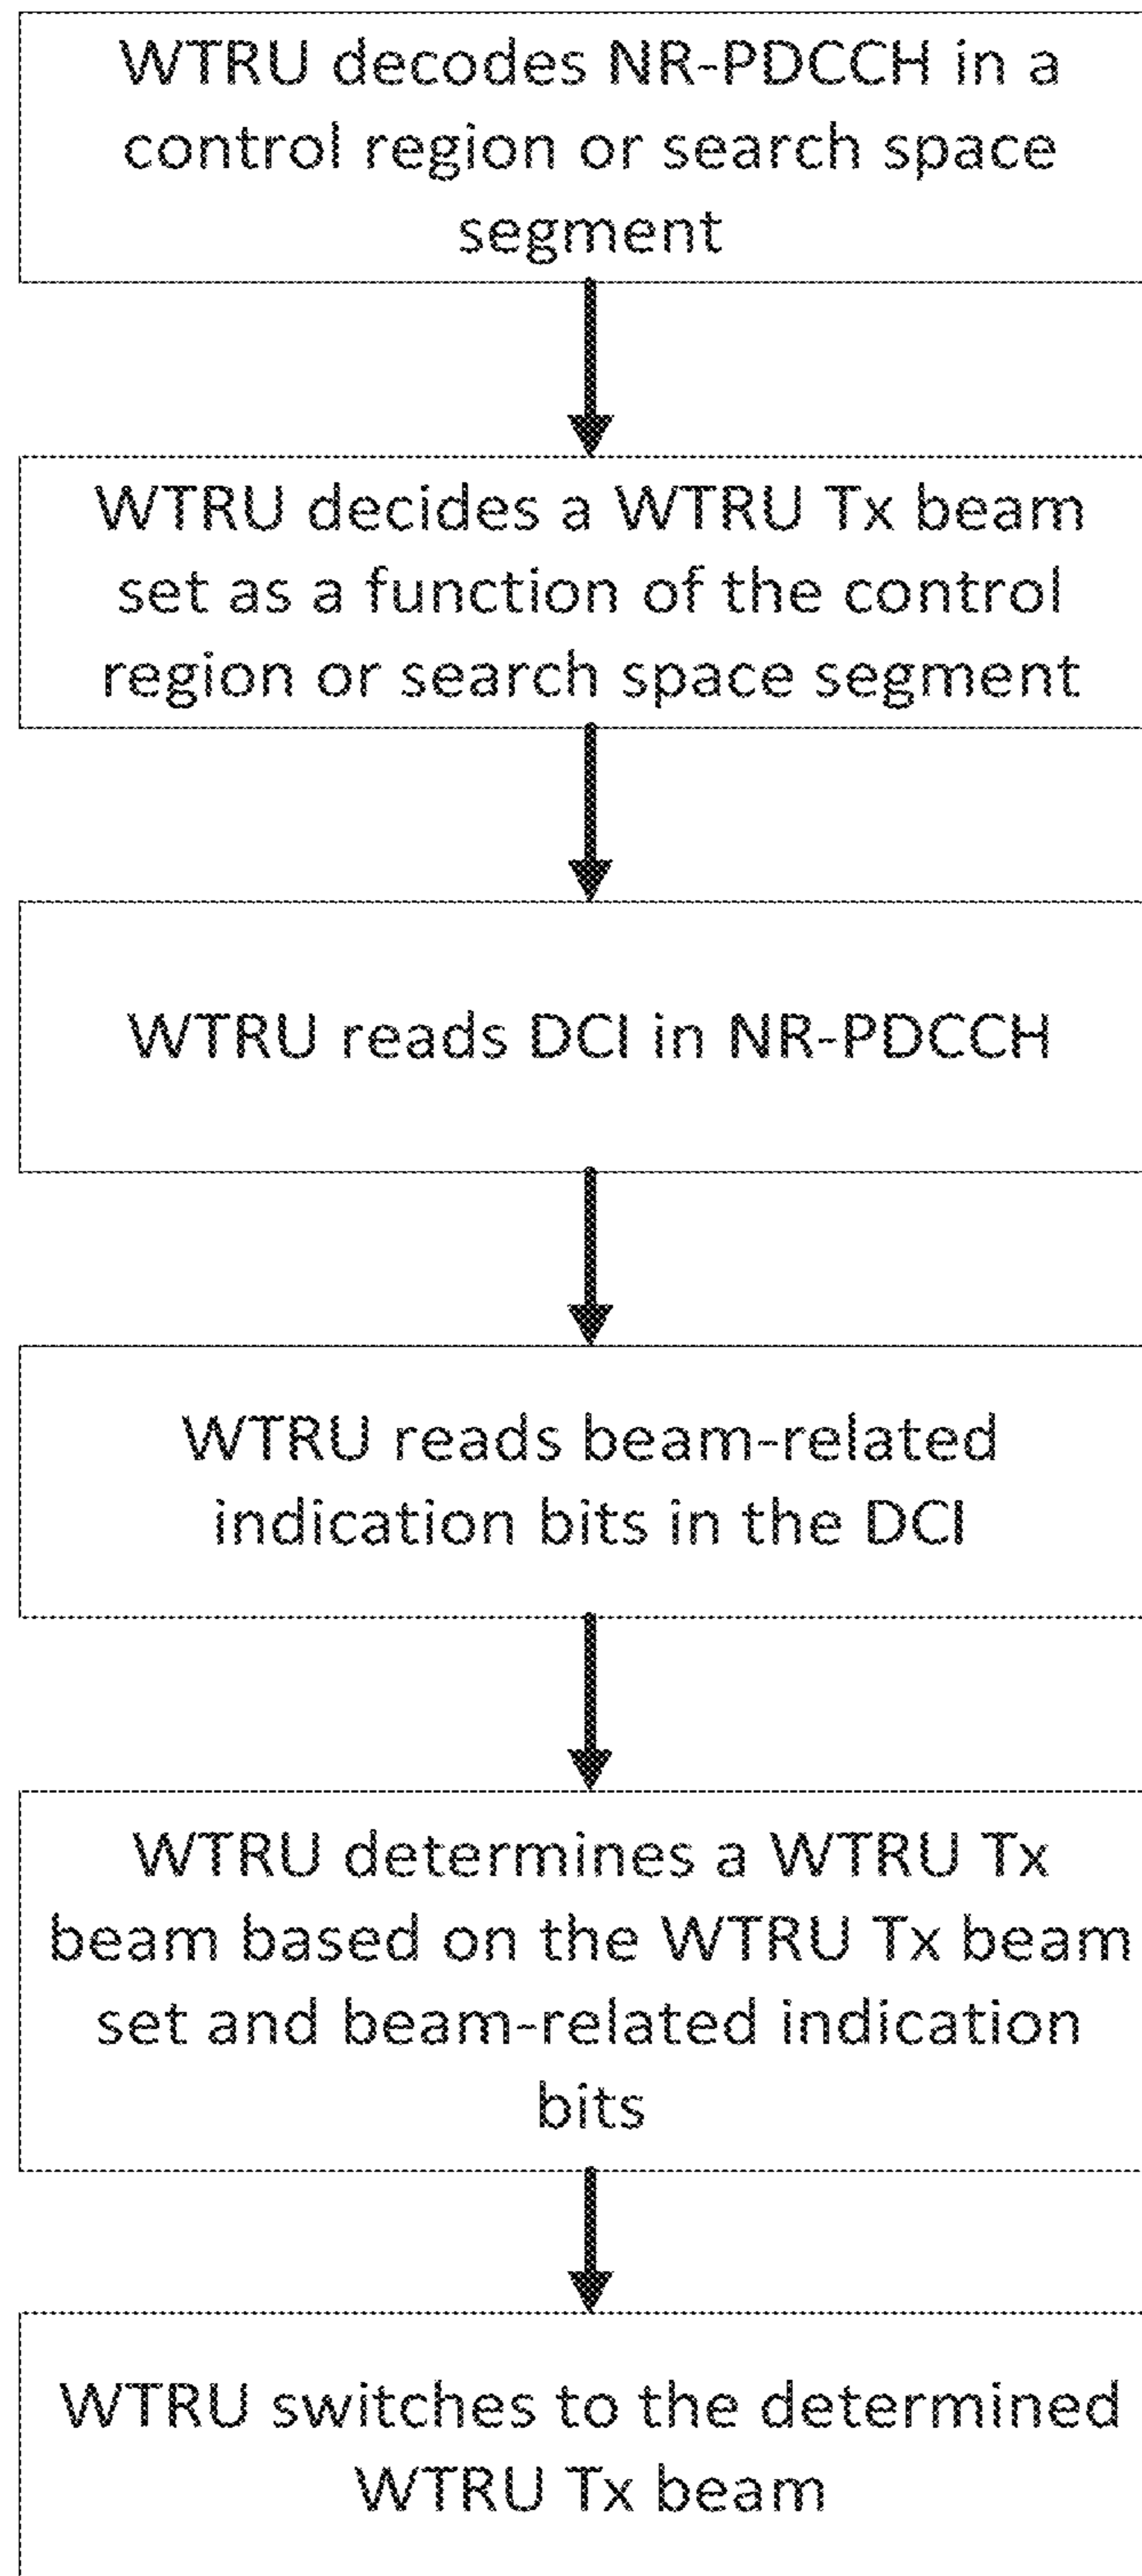 WTRU decodes NR-PDCCH in a
control region or search space
segment
WTRU decides a WTRU Tx beam
set as a function of the control
region or search space segment
WTRU reads DCI in NR-PDCCH
WTRU reads beam-related
indication bits in the DCI
WTRU determines a WTRU Tx
beam based on the WTRU Tx beam
set and beam-related indication
bits
WTRU switches to the determined
WTRU Tx beam